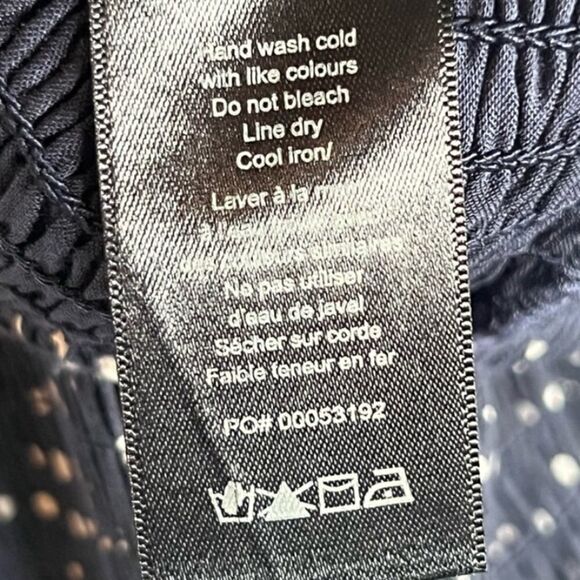 Hand wash cold
with like colours
Do not bleach
Line dry
Cool iron/
Laver à la
à l'eau
Ne pas utiliser
d'eau de javel
Sécher sur corde
Faible teneur en fer
PO# 00053192